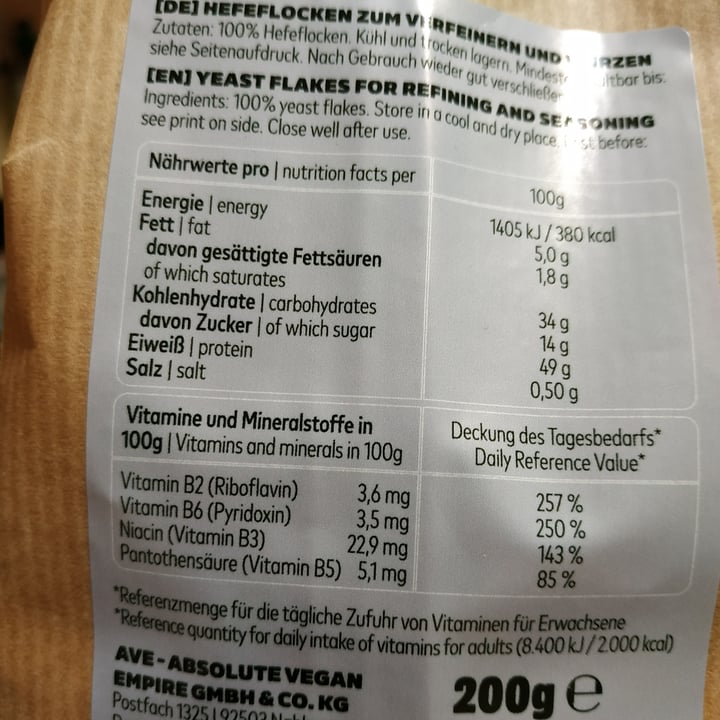 [DE] HEFEFLOCKEN ZUM VERFEINERN UND
Zutaten: 100% Hefeflocken. Kühl und trocken lagern. bis:
siehe Seitenaufdruck. Nach Gebrauch wieder gut verschließen
[EN] YEAST FLAKES FOR REFINING AND SEASONING
Ingredients: 100% yeast flakes. Store in a cool and dry place. before:
see print on side. Close well after use.
Nährwerte pro | nutrition facts per 100g
Energie | energy 1405 kJ / 380 kcal
Fett | fat 5,0 g
davon gesättigte Fettsäuren 1,8 g
of which saturates
Kohlenhydrate | carbohydrates 34 g
davon Zucker | of which sugar 14 g
Eiweiß | protein 49 g
Salz | salt 0,50 g
Vitamine und Mineralstoffe in Deckung des Tagesbedarfs*
100g | Vitamins and minerals in 100g Daily Reference Value*
Vitamin B2 (Riboflavin) 3,6 mg 257 %
Vitamin B6 (Pyridoxin) 3,5 mg 250 %
Niacin (Vitamin B3) 22,9 mg 143 %
Pantothensäure (Vitamin B5) 5,1 mg 85 %
*Referenzmenge für die tägliche Zufuhr von Vitaminen für Erwachsene
*Reference quantity for daily intake of vitamins for adults (8.400 kJ / 2.000 kcal)
AVE - ABSOLUTE VEGAN
EMPIRE GMBH & CO. KG
Postfach 1325 | 92503
200g ℮